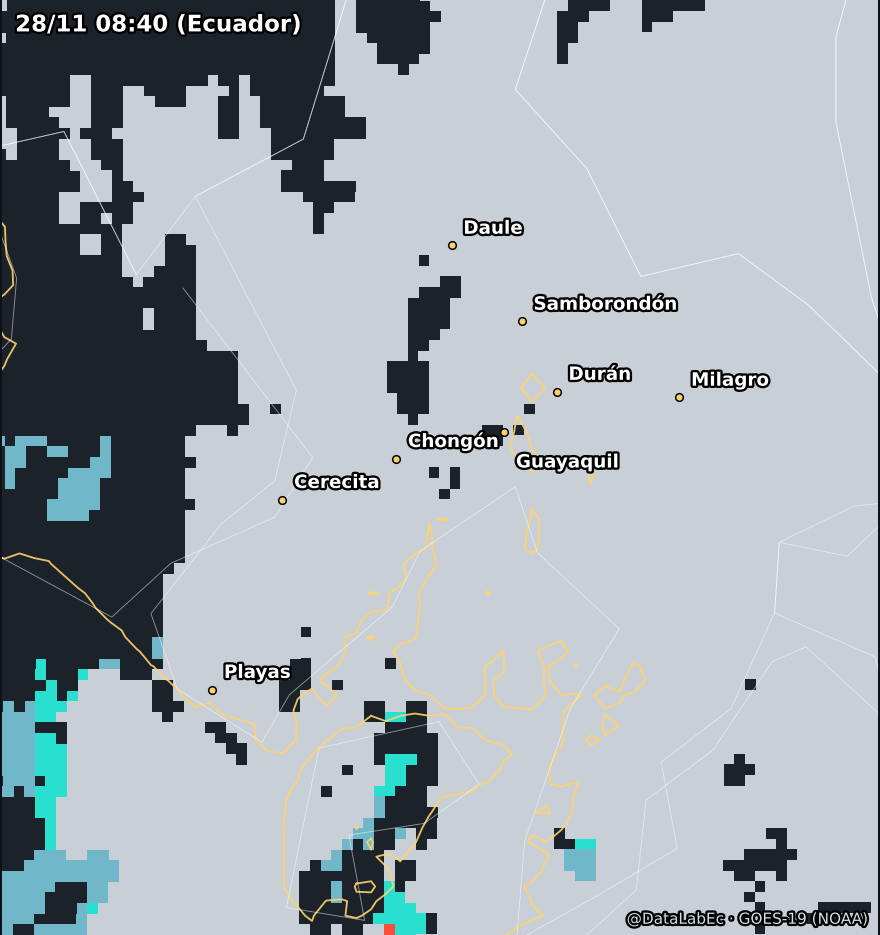 28/11 08:40 (Ecuador)
Daule
Samborondón
Durán
Milagro
Chongón
Guayaquil
Cerecita
Playas
@DataLabEc · GOES-19 (NOAA)